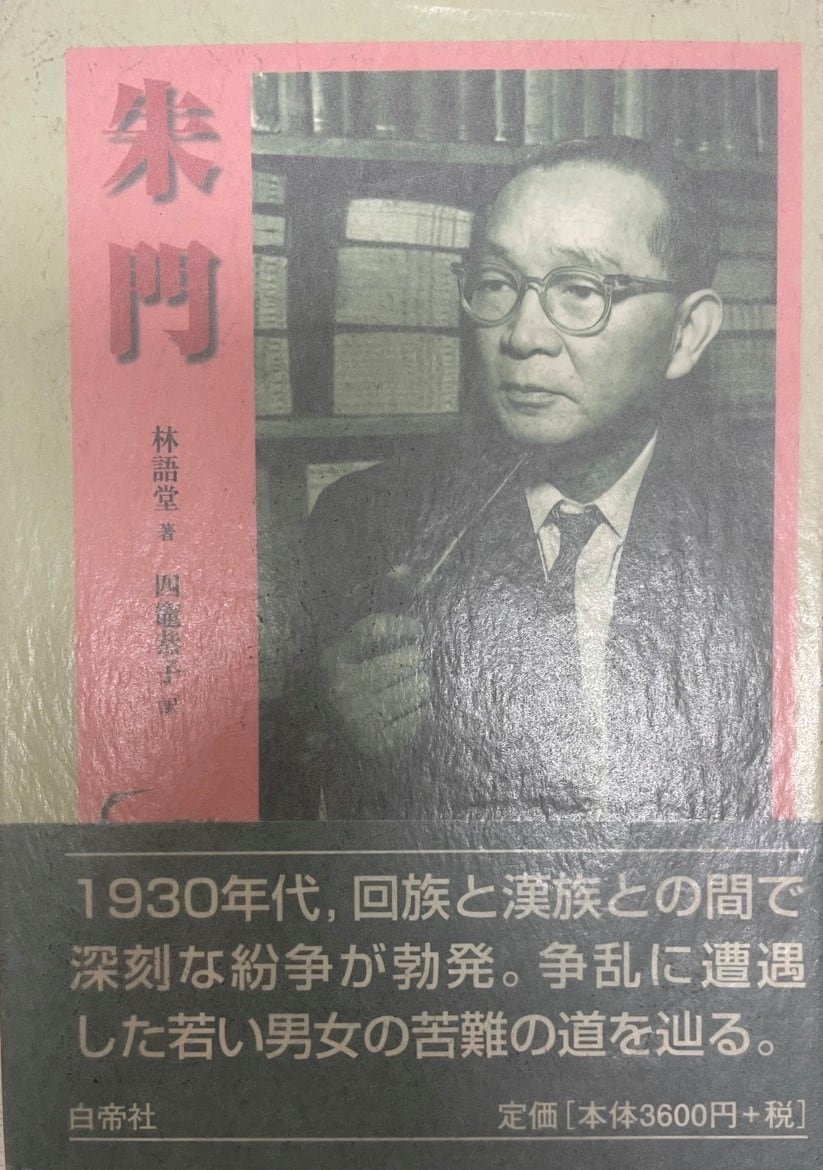 朱門
林語堂 著 四竈恭子 訳
1930年代,回族と漢族との間で
深刻な紛争が勃発。争乱に遭遇
した若い男女の苦難の道を辿る。
白帝社
定価[本体3600円+税]